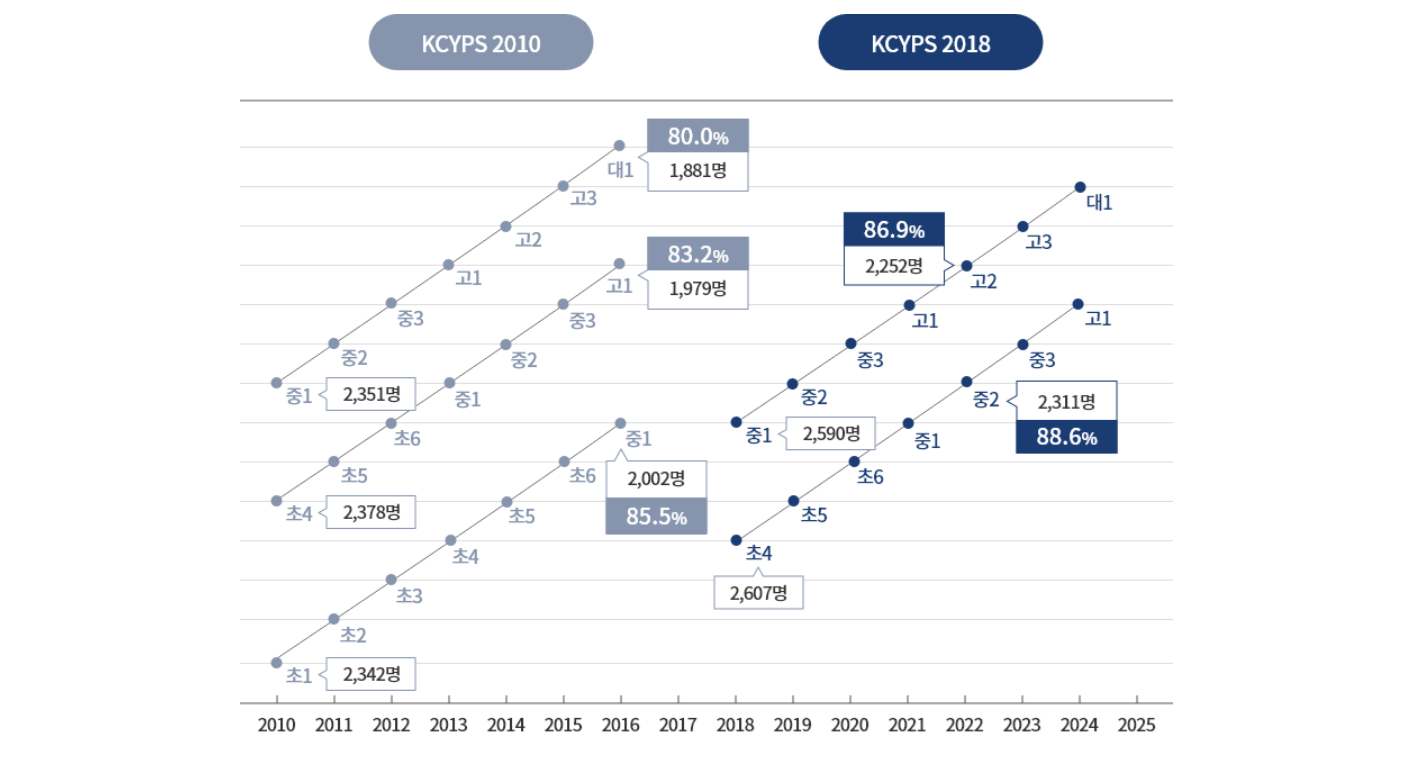 KCYPS 2010
KCYPS 2018
80.0%
대1
1,881명
고3
대1
고2
86.9%
고3
83.2%
고1
2,252명
고2
고1
1,979명
중3
중3
고1
고1
중2
중2
중3
중3
중1
2,351명
중1
중2
중2
2,311명
초6
중1
중1
2,590명
중1
88.6%
초5
초6
2,002명
초6
초4
2,378명
초5
85.5%
초5
초4
초4
초3
2,607명
초2
초1
2,342명
2010 2011 2012 2013 2014 2015 2016 2017 2018 2019 2020 2021 2022 2023 2024 2025